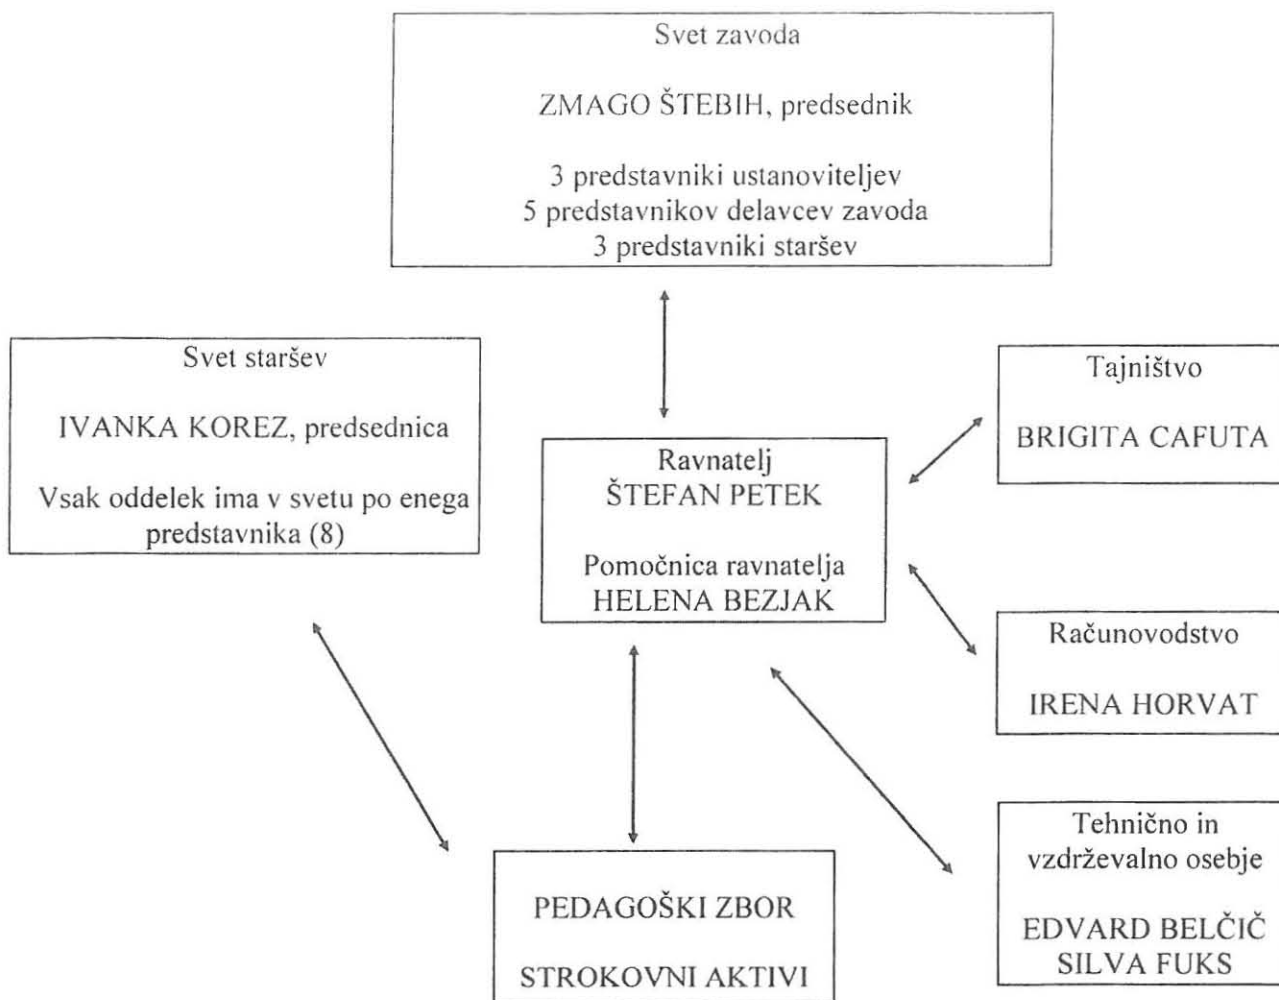 Svet zavoda
ZMAGO ŠTEBIH, predsednik
3 predstavniki ustanoviteljev
5 predstavnikov delavcev zavoda
3 predstavniki staršev
Svet staršev
IVANKA KOREZ, predsednica
Vsak oddelek ima v svetu po enega
predstavnika (8)
Ravnatelj
ŠTEFAN PETEK
Pomočnica ravnatelja
HELENA BEZJAK
Tajništvo
BRIGITA CAFUTA
Računovodstvo
IRENA HORVAT
Tehnično in
vzdrževalno osebje
EDVARD BELČIČ
SILVA FUKS
PEDAGOŠKI ZBOR
STROKOVNI AKTIVI